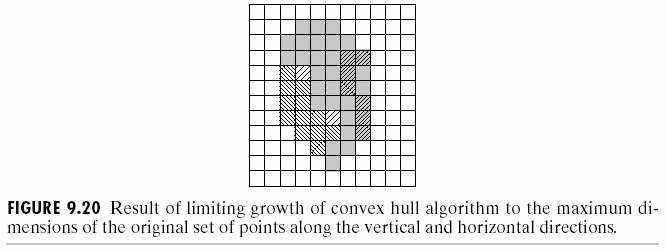 FIGURE 9.20 Result of limiting growth of convex hull algorithm to the maximum di-
mensions of the original set of points along the vertical and horizontal directions.